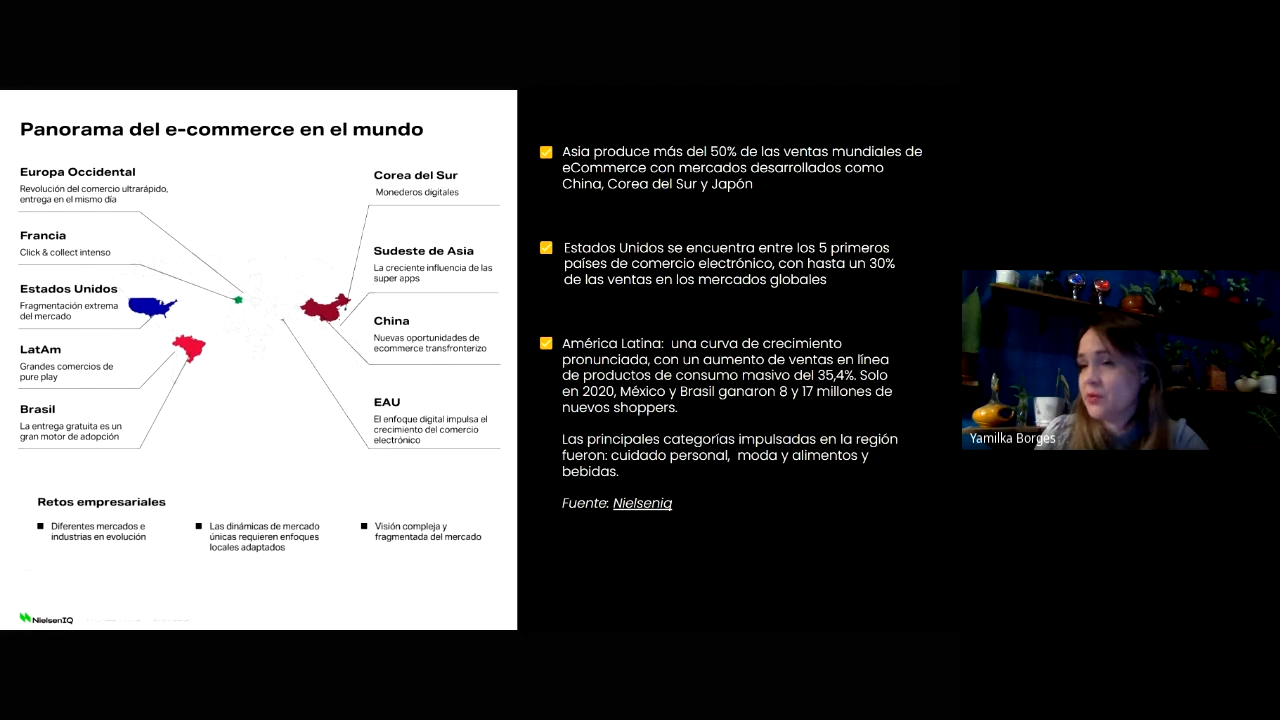 Panorama del e-commerce en el mundo
Europa Occidental
Revolución del comercio ultrarápido,
entrega en el mismo día
Francia
Click & collect intenso
Estados Unidos
Fragmentación extrema
del mercado
LatAm
Grandes comercios de
pure play
Brasil
La entrega gratuita es un
gran motor de adopción
Corea del Sur
Monederos digitales
Sudeste de Asia
La creciente influencia de las
super apps
China
Nuevas oportunidades de
ecommerce transfronterizo
EAU
El enfoque digital impulsa el
crecimiento del comercio
electrónico
Retos empresariales
Diferentes mercados e
industrias en evolución
Las dinámicas de mercado
únicas requieren enfoques
locales adaptados
Visión compleja y
fragmentada del mercado
NielsenIQ
Asia produce más del 50% de las ventas mundiales de
eCommerce con mercados desarrollados como
China, Corea del Sur y Japón
Estados Unidos se encuentra entre los 5 primeros
países de comercio electrónico, con hasta un 30%
de las ventas en los mercados globales
América Latina: una curva de crecimiento
pronunciada, con un aumento de ventas en línea
de productos de consumo masivo del 35,4%. Solo
en 2020, México y Brasil ganaron 8 y 17 millones de
nuevos shoppers.
Las principales categorías impulsadas en la región
fueron: cuidado personal, moda y alimentos y
bebidas.
Fuente: Nielseniq
Yamilka Borges